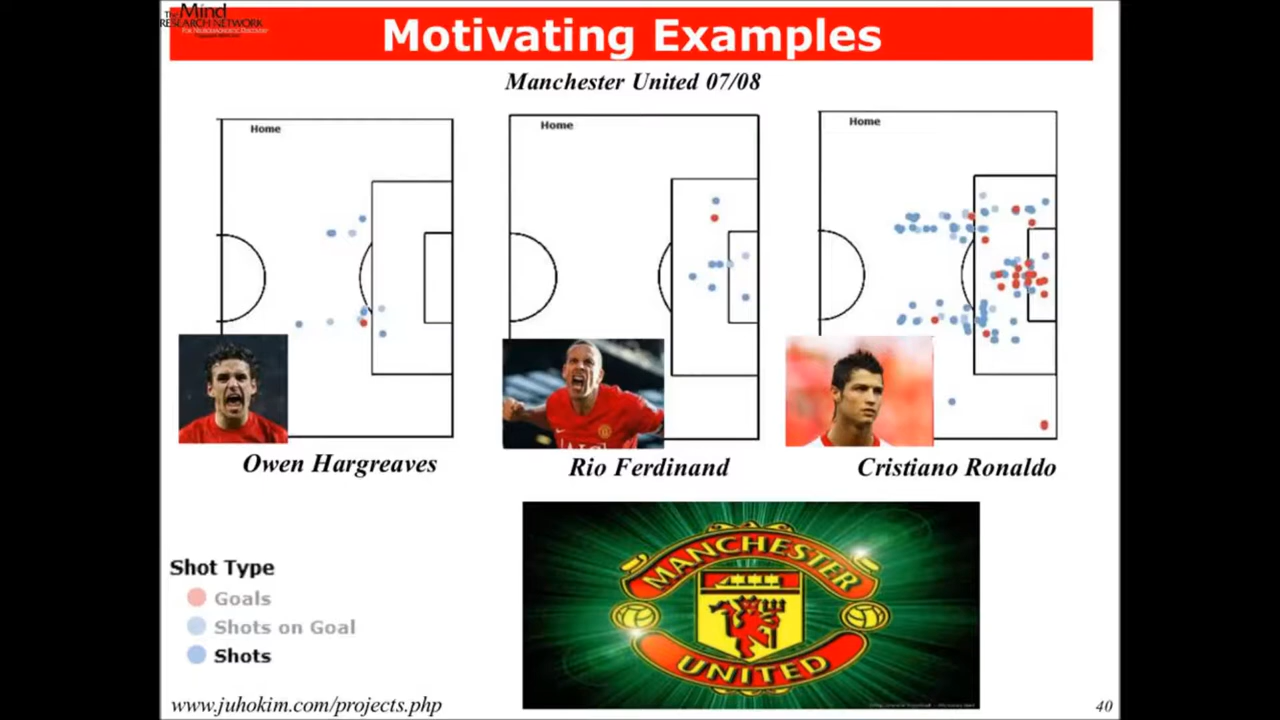 The Mind
RESEARCH NETWORK
Motivating Examples
Manchester United 07/08
Home
Home
Home
Owen Hargreaves
Rio Ferdinand
Cristiano Ronaldo
MANCHESTER
UNITED
Shot Type
Goals
Shots on Goal
Shots
www.juhokim.com/projects.php
40